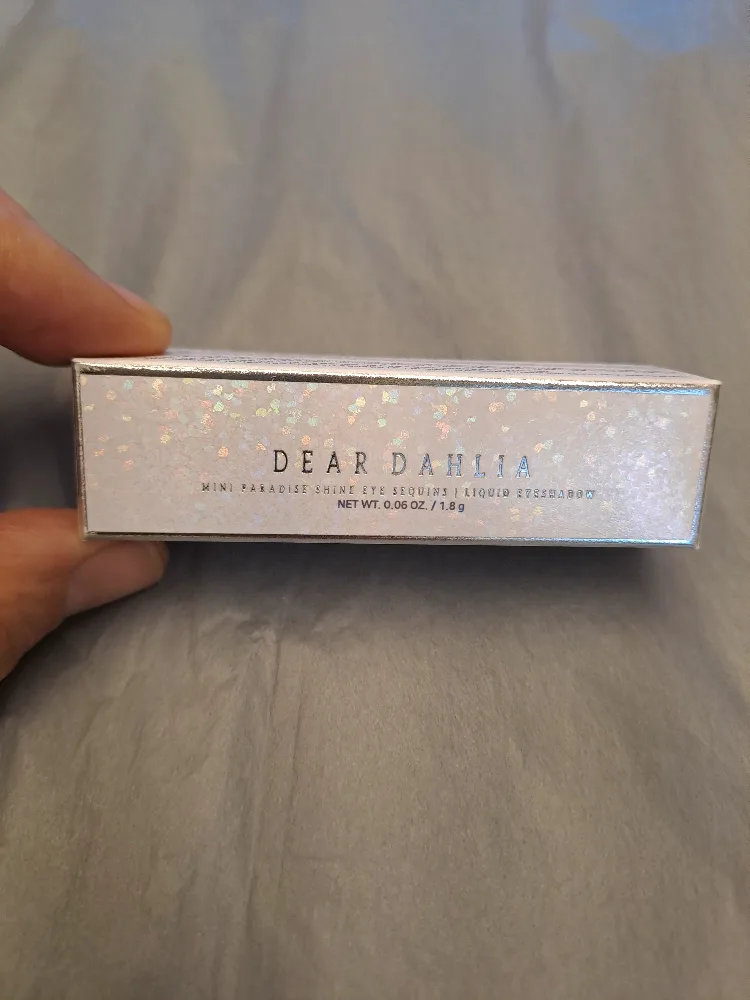 DEAR DAHLIA
MINI PARADISE SHINE EYE SEQUINS | LIQUID EYESHADOW
NET WT. 0.06 OZ. / 1.8 g